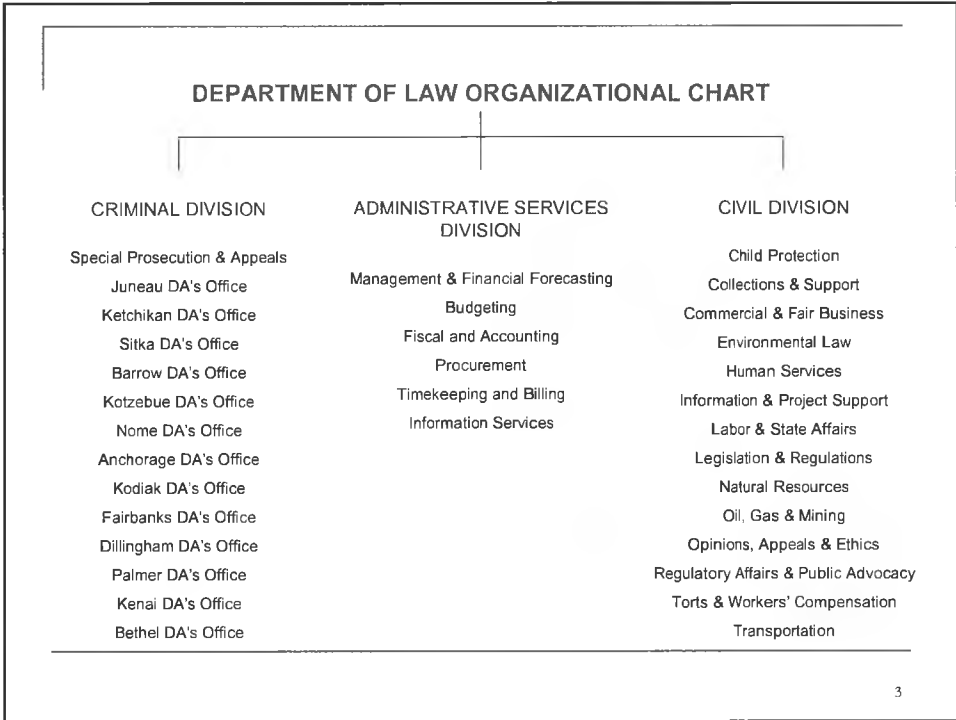 DEPARTMENT OF LAW ORGANIZATIONAL CHART
CRIMINAL DIVISION
Special Prosecution & Appeals
Juneau DA's Office
Ketchikan DA's Office
Sitka DA's Office
Barrow DA's Office
Kotzebue DA's Office
Nome DA's Office
Anchorage DA's Office
Kodiak DA's Office
Fairbanks DA's Office
Dillingham DA's Office
Palmer DA's Office
Kenai DA's Office
Bethel DA's Office
ADMINISTRATIVE SERVICES
DIVISION
Management & Financial Forecasting
Budgeting
Fiscal and Accounting
Procurement
Timekeeping and Billing
Information Services
CIVIL DIVISION
Child Protection
Collections & Support
Commercial & Fair Business
Environmental Law
Human Services
Information & Project Support
Labor & State Affairs
Legislation & Regulations
Natural Resources
Oil, Gas & Mining
Opinions, Appeals & Ethics
Regulatory Affairs & Public Advocacy
Torts & Workers' Compensation
Transportation
3